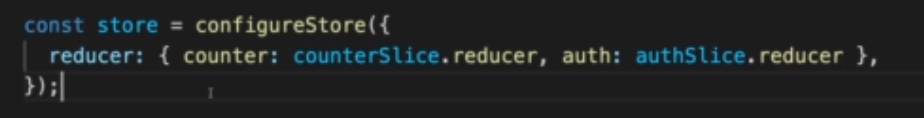 const store = configureStore({
  reducer: { counter: counterSlice.reducer, auth: authSlice.reducer },
});